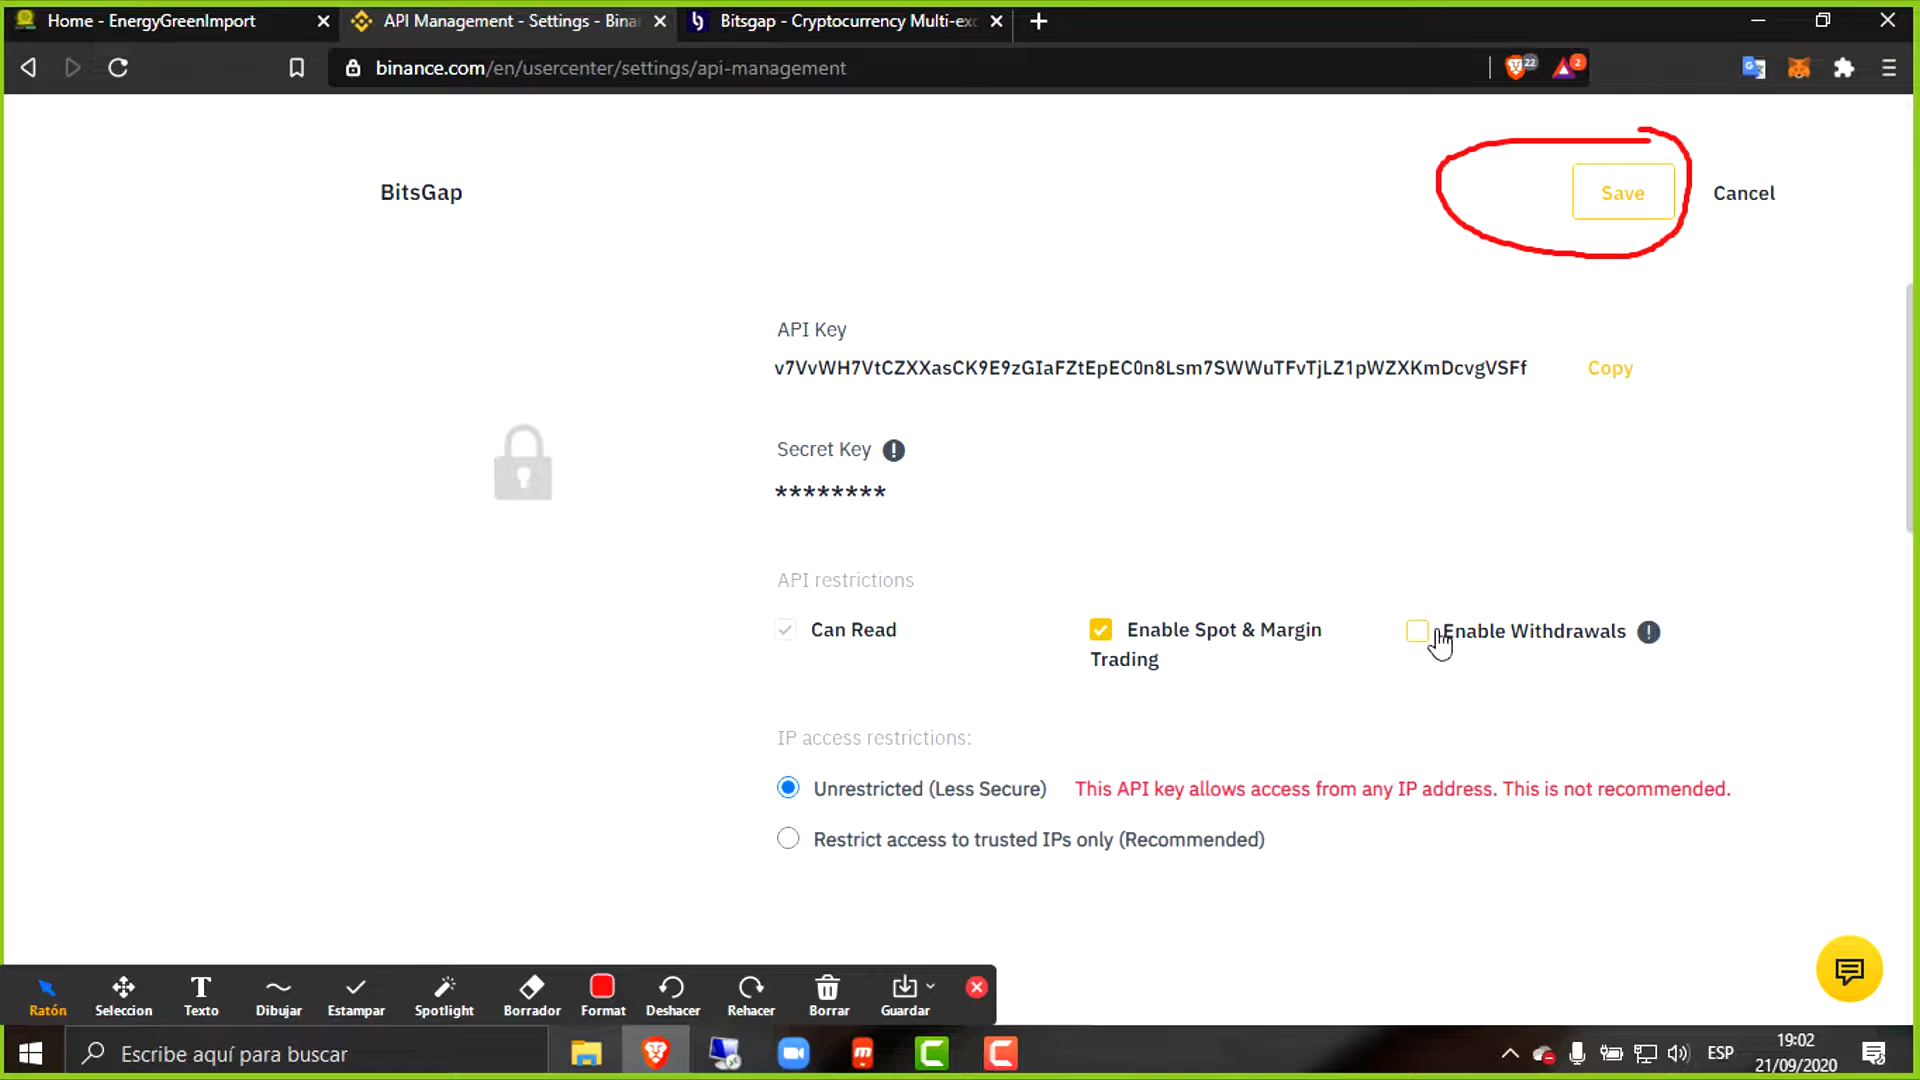 Home - EnergyGreenImport
API Management - Settings - Bina
Bitsgap - Cryptocurrency Multi-exc
binance.com/en/usercenter/settings/api-management
22
2
BitsGap
Save
Cancel
API Key
v7VvWH7VtCZXXasCK9E9zGIaFZtEpEC0n8Lsm7SWWuTFvTjLZ1pWZXKmDcvgVSFf
Copy
Secret Key
********
API restrictions
Can Read
Enable Spot & Margin
Trading
Enable Withdrawals
IP access restrictions:
Unrestricted (Less Secure)
This API key allows access from any IP address. This is not recommended.
Restrict access to trusted IPs only (Recommended)
Ratón
Seleccion
Texto
Dibujar
Estampar
Spotlight
Borrador
Format
Deshacer
Rehacer
Borrar
Guardar
Escribe aquí para buscar
ESP
19:02
21/09/2020